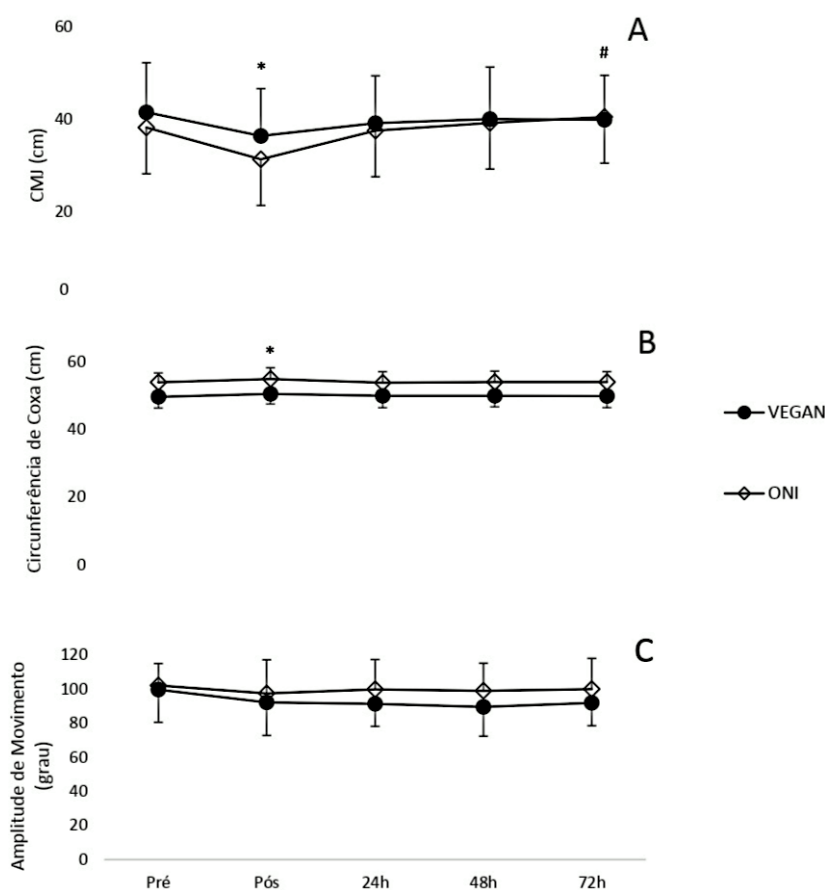 A
60
40
20
0
CMJ (cm)
*
#
B
60
40
20
0
Circunferência de Coxa (cm)
*
VEGAN
ONI
C
120
100
80
60
40
20
0
Amplitude de Movimento
(grau)
Pré Pós 24h 48h 72h